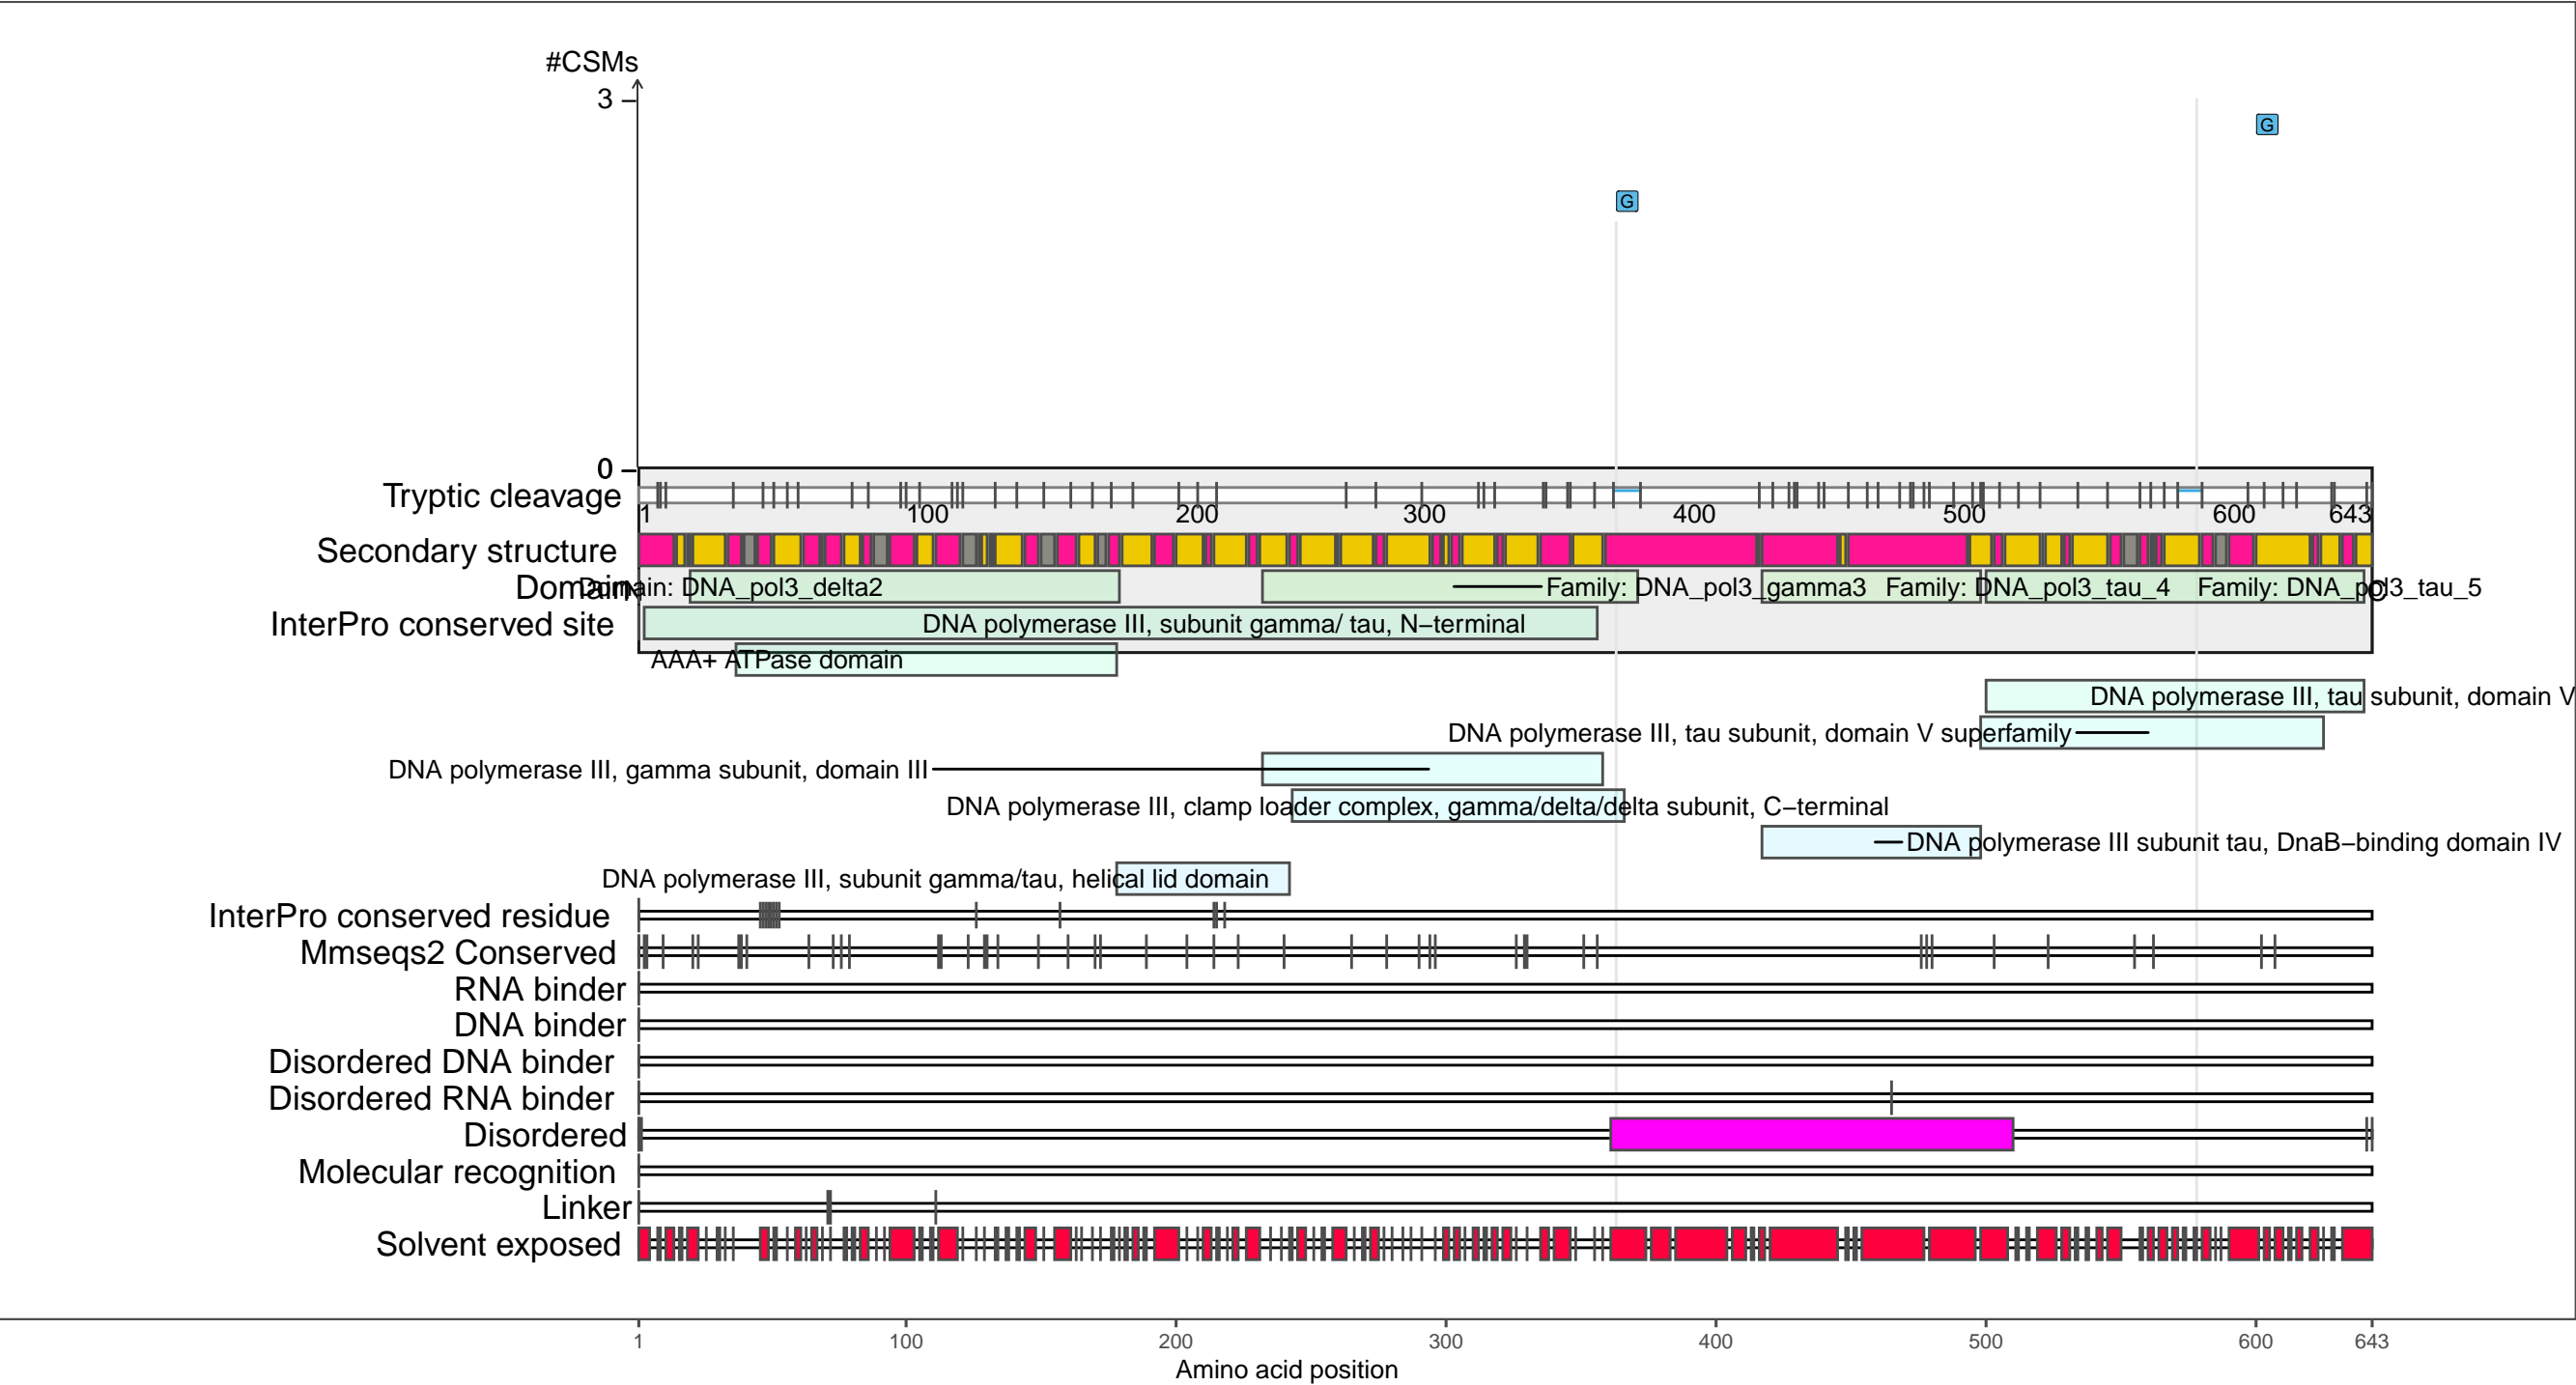 #CSMs
3
G
G
0
Tryptic cleavage
1 100 200 300 400 500 600 643
Secondary structure
Domain
Domain: DNA_pol3_delta2 Family: DNA_pol3_gamma3 Family: DNA_pol3_tau_4 Family: DNA_pol3_tau_5
N C
InterPro conserved site
DNA polymerase III, subunit gamma/ tau, N−terminal
AAA+ ATPase domain
DNA polymerase III, tau subunit, domain V
DNA polymerase III, tau subunit, domain V superfamily
DNA polymerase III, gamma subunit, domain III
DNA polymerase III, clamp loader complex, gamma/delta/delta subunit, C−terminal
DNA polymerase III subunit tau, DnaB−binding domain IV
DNA polymerase III, subunit gamma/tau, helical lid domain
InterPro conserved residue
Mmseqs2 Conserved
RNA binder
DNA binder
Disordered DNA binder
Disordered RNA binder
Disordered
Molecular recognition
Linker
Solvent exposed
1 100 200 300 400 500 600 643
Amino acid position